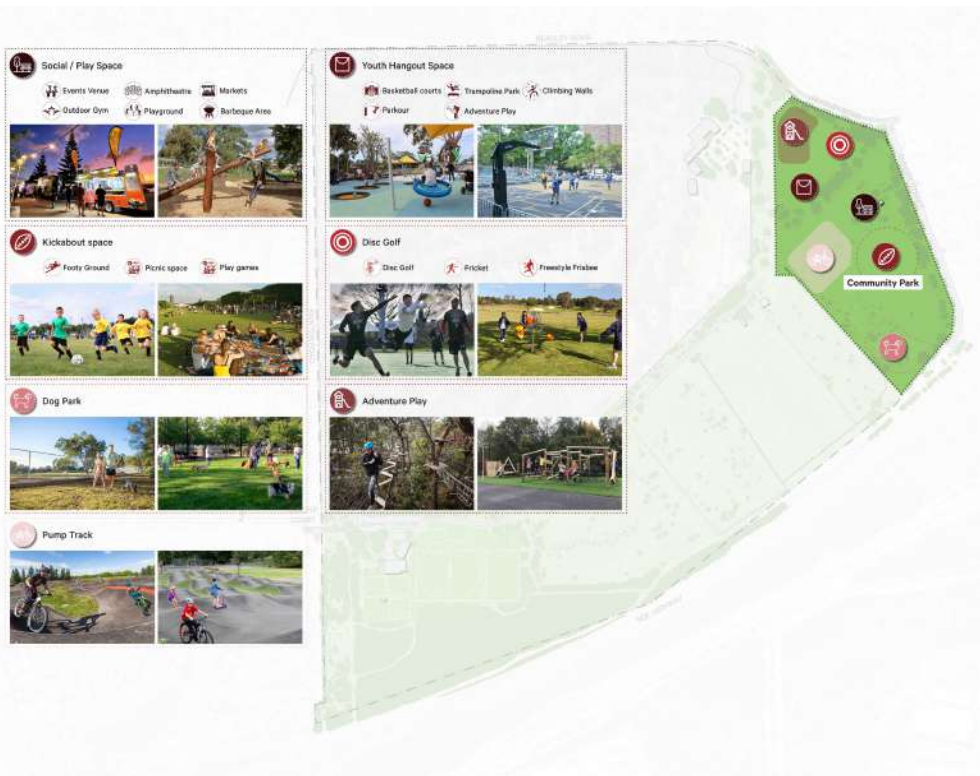 Social / Play Space
Events Venue
Amphitheatre
Markets
Outdoor Gym
Playground
Barbeque Area
Youth Hangout Space
Basketball courts
Trampoline Park
Climbing Walls
Parkour
Adventure Play
Kickabout space
Footy Ground
Picnic space
Play games
Disc Golf
Disc Golf
Fricket
Freestyle Frisbee
Dog Park
Adventure Play
Pump Track
Community Park